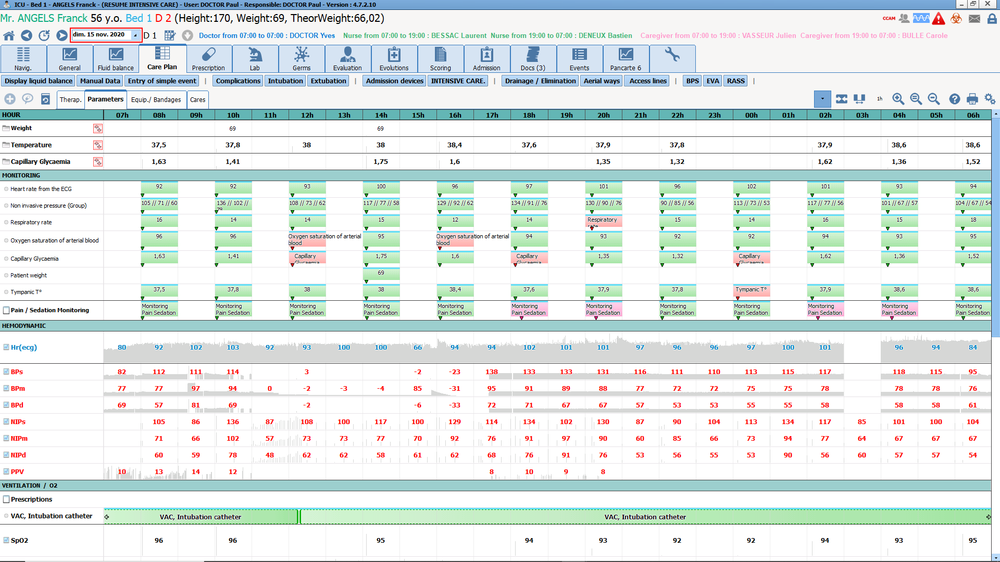 ICU - Bed 1 - ANGELS Franck - (RESUME INTENSIVE CARE) - User: DOCTOR Paul - Responsible: DOCTOR Paul - Version : 4.7.2.10
Mr. ANGELS Franck 56 y.o. Bed 1 D 2 (Height:170, Weight:69, TheorWeight:66,02)
CCAM
dim. 15 nov. 2020 D 1 Doctor from 07:00 to 07:00 : DOCTOR Yves Nurse from 07:00 to 19:00 : BESSAC Laurent Nurse from 19:00 to 07:00 : DENEUX Bastien Caregiver from 07:00 to 19:00 : VASSEUR Julien Caregiver from 19:00 to 07:00 : BULLE Carole
Navig. General Fluid balance Care Plan Prescription Lab Germs Evaluation Evolutions Scoring Admission Docs (3) Events Pancarte 6
Display liquid balance Manual Data Entry of simple event | Complications Intubation Extubation | Admission devices INTENSIVE CARE. | Drainage / Elimination Aerial ways Access lines | BPS EVA RASS |
Therap. Parameters Equip./ Bandages Cares 1h
HOUR 07h 08h 09h 10h 11h 12h 13h 14h 15h 16h 17h 18h 19h 20h 21h 22h 23h 00h 01h 02h 03h 04h 05h 06h
Weight 69 69
Temperature 37,5 37,8 38 38 38,4 37,6 37,9 37,8 37,9 38,6 38,6
Capillary Glycaemia 1,63 1,41 1,75 1,6 1,35 1,32 1,62 1,36 1,52
MONITORING
Heart rate from the ECG 92 92 93 100 96 97 101 96 102 101 93 94
Non invasive pressure (Group) 105 // 71 // 60 136 // 102 // 78 108 // 73 // 62 117 // 77 // 58 129 // 92 // 62 134 // 91 // 76 130 // 90 // 76 90 // 85 // 56 113 // 73 // 53 117 // 77 // 56 101 // 67 // 57 104 // 67 // 54
Respiratory rate 16 14 14 15 12 14 Respiratory rate 15 14 16 15 18
Oxygen saturation of arterial blood 96 96 Oxygen saturation of arterial blood 95 Oxygen saturation of arterial blood 94 93 92 92 94 93 95
Capillary Glycaemia 1,63 1,41 Capillary Glycaemia 1,75 1,6 Capillary Glycaemia 1,35 1,32 Capillary Glycaemia 1,62 1,36 1,52
Patient weight 69
Tympanic T° 37,5 37,8 38 38 38,4 37,6 37,9 37,8 Tympanic T° 37,9 38,6 38,6
Pain / Sedation Monitoring Monitoring Pain Sedation Monitoring Pain Sedation Monitoring Pain Sedation Monitoring Pain Sedation Monitoring Pain Sedation Monitoring Pain Sedation Monitoring Pain Sedation Monitoring Pain Sedation Monitoring Pain Sedation Monitoring Pain Sedation Monitoring Pain Sedation Monitoring Pain Sedation
HEMODYNAMIC
Hr(ecg) 80 92 102 103 92 93 100 100 66 94 94 102 101 101 97 96 96 97 100 101 96 94 84
BPs 82 112 111 114 3 -2 -23 138 133 133 131 116 111 110 113 115 117 118 115 95
BPm 77 77 97 94 0 -2 -3 -4 85 -31 95 91 89 88 77 72 72 75 75 78 78 78 76
BPd 69 57 81 69 -2 -6 -33 72 71 67 67 57 53 53 55 55 58 58 58 61
NIPs 105 86 136 87 108 100 117 100 129 114 134 102 130 87 90 104 113 134 117 85 101 100 104
NIPm 71 66 102 57 73 73 77 70 92 76 91 97 90 60 85 66 73 94 77 64 67 67 67
NIPd 60 59 78 48 62 62 58 61 62 68 76 91 76 53 56 55 53 90 56 60 57 57 54
PPV 10 13 14 12 8 10 9 8
VENTILATION / O2
Prescriptions
VAC, Intubation catheter VAC, Intubation catheter VAC, Intubation catheter
SpO2 96 96 95 94 93 92 92 94 93 95